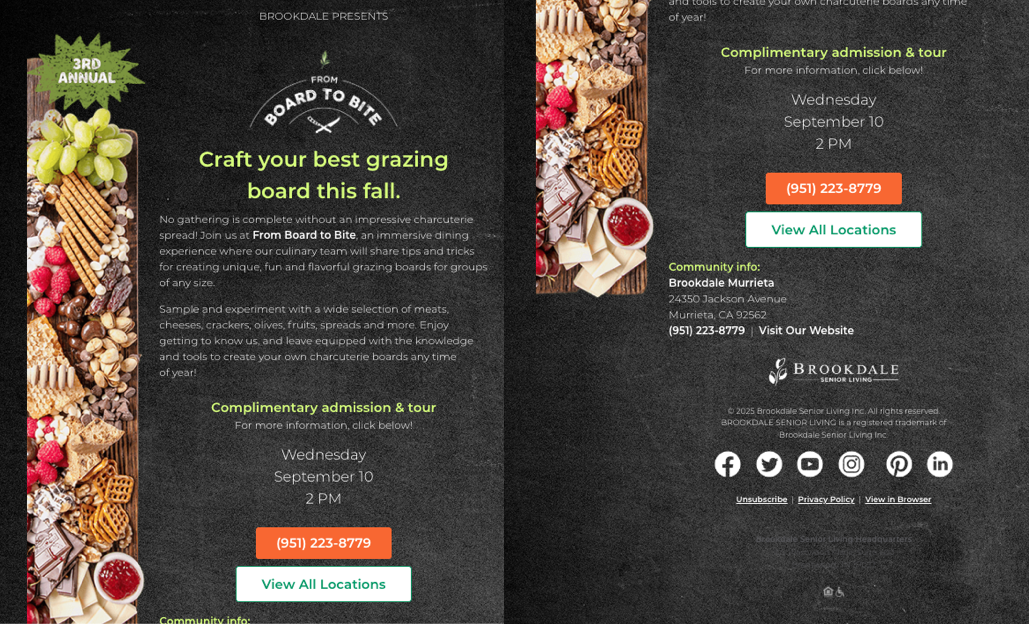 BROOKDALE PRESENTS
3RD
ANNUAL
FROM
BOARD TO BITE
Craft your best grazing
board this fall.
No gathering is complete without an impressive charcuterie
spread! Join us at From Board to Bite, an immersive dining
experience where our culinary team will share tips and tricks
for creating unique, fun and flavorful grazing boards for groups
of any size.
Sample and experiment with a wide selection of meats,
cheeses, crackers, olives, fruits, spreads and more. Enjoy
getting to know us, and leave equipped with the knowledge
and tools to create your own charcuterie boards any time
of year!
Complimentary admission & tour
For more information, click below!
Wednesday
September 10
2 PM
(951) 223-8779
View All Locations
Community info:
and tools to create your own charcuterie boards any time
of year!
Complimentary admission & tour
For more information, click below!
Wednesday
September 10
2 PM
(951) 223-8779
View All Locations
Community info:
Brookdale Murrieta
24350 Jackson Avenue
Murrieta, CA 92562
(951) 223-8779 | Visit Our Website
BROOKDALE
SENIOR LIVING
© 2025 Brookdale Senior Living Inc. All rights reserved.
BROOKDALE SENIOR LIVING is a registered trademark of
Brookdale Senior Living Inc.
Unsubscribe | Privacy Policy | View in Browser
Brookdale Senior Living Headquarters